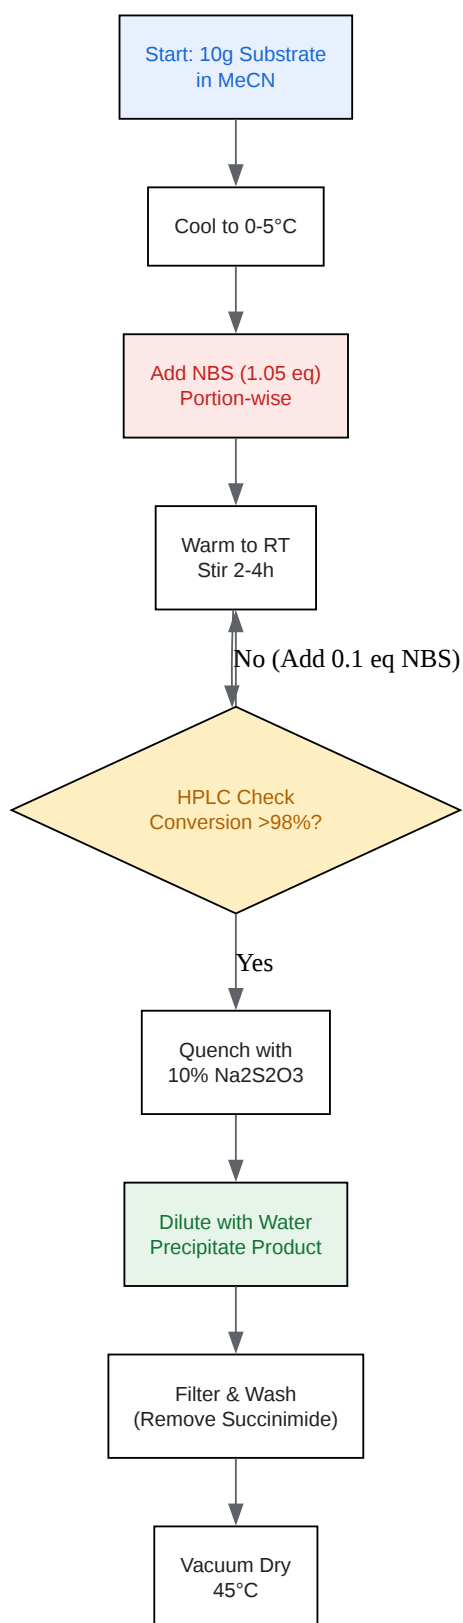 Start: 10g Substrate
in MeCN
Cool to 0-5°C
Add NBS (1.05 eq)
Portion-wise
Warm to RT
Stir 2-4h
No (Add 0.1 eq NBS)
HPLC Check
Conversion >98%?
Yes
Quench with
10% Na2S2O3
Dilute with Water
Precipitate Product
Filter & Wash
(Remove Succinimide)
Vacuum Dry
45°C